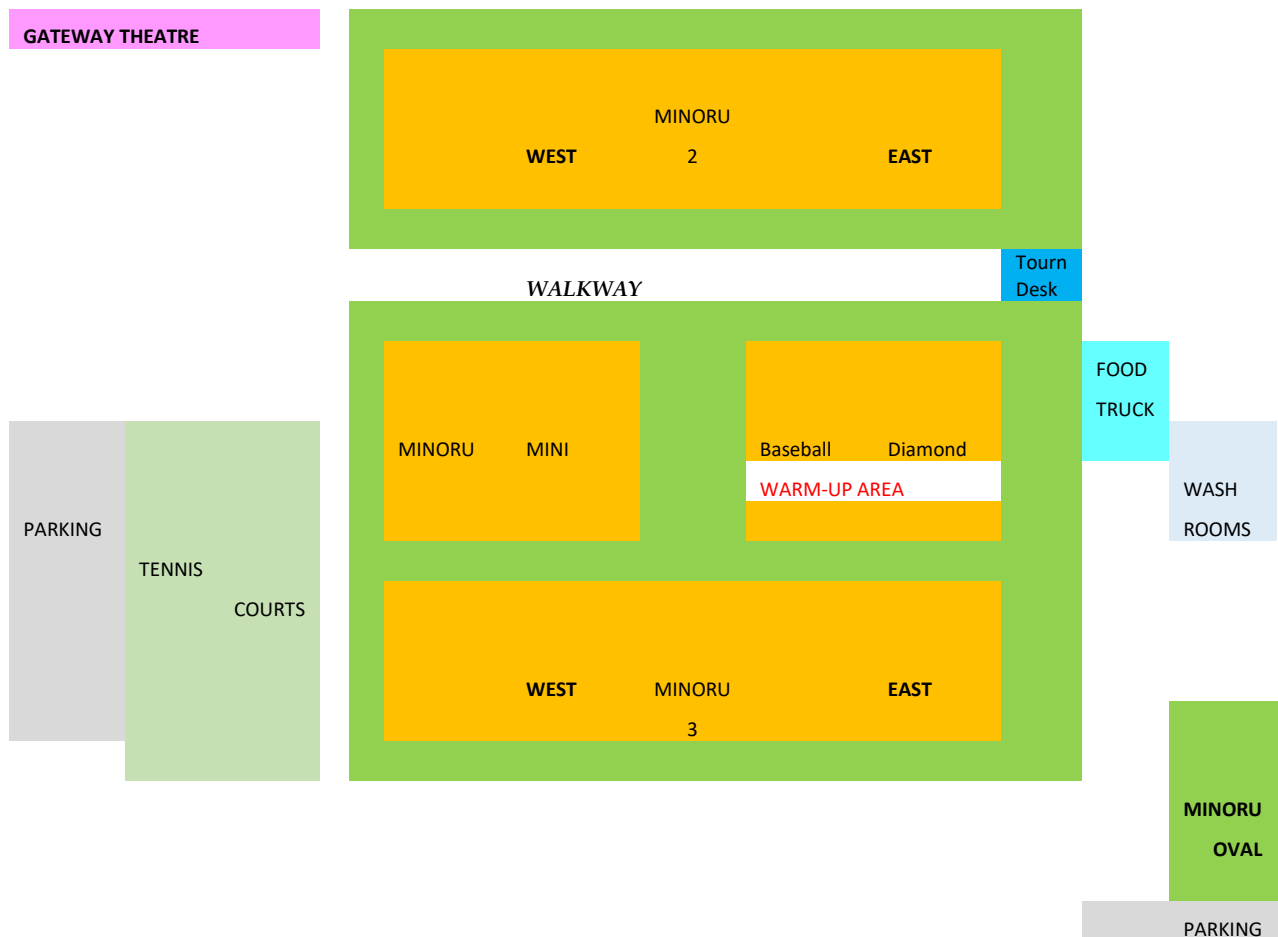 GATEWAY THEATRE
MINORU
WEST 2 EAST
Tourn
Desk
WALKWAY
FOOD
TRUCK
MINORU MINI
Baseball Diamond
WARM-UP AREA
WASH
ROOMS
PARKING
TENNIS
COURTS
WEST MINORU EAST
3
MINORU
OVAL
PARKING